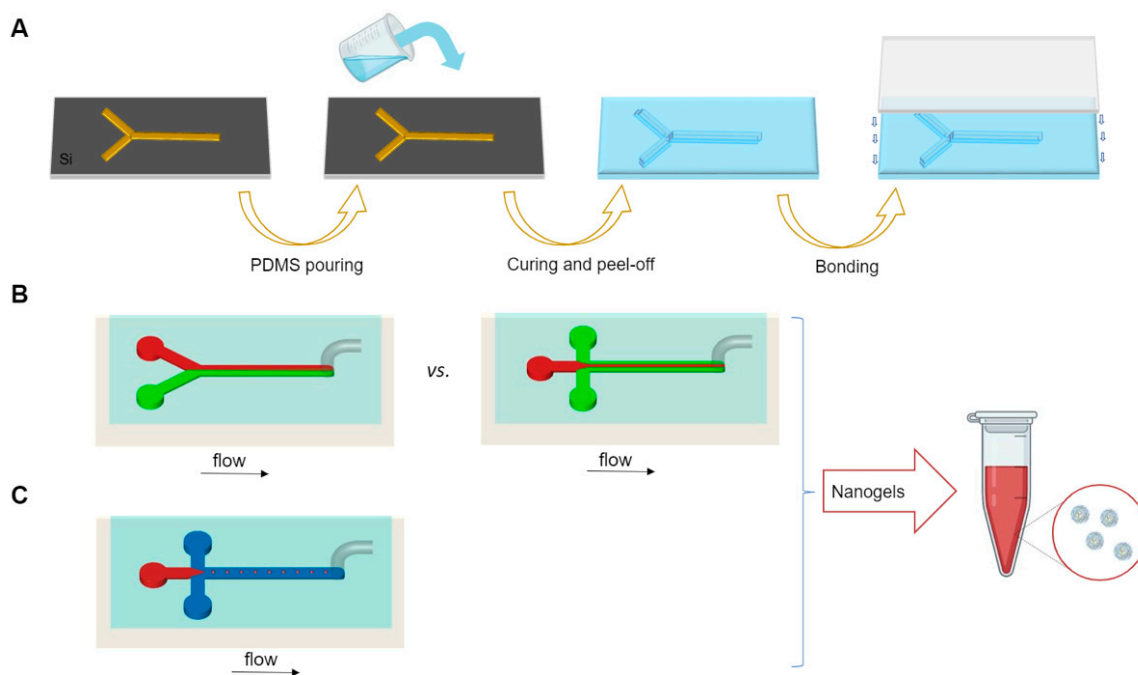 A
Si
PDMS pouring
Curing and peel-off
Bonding
B
vs.
flow
flow
Nanogels
C
flow